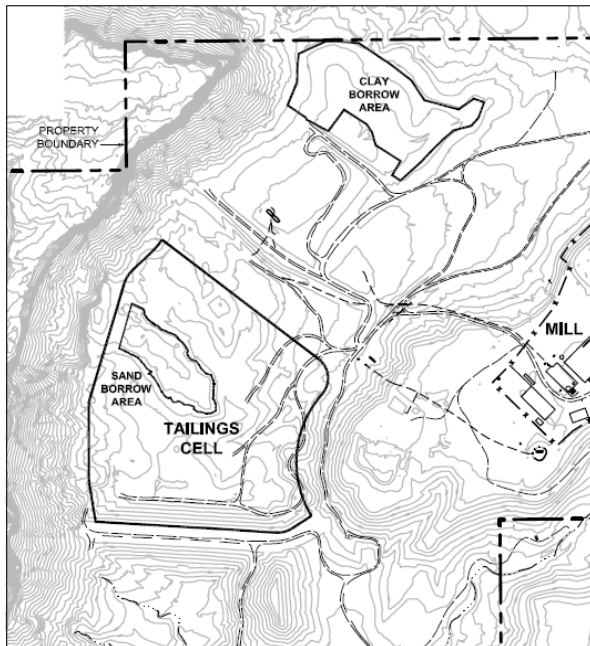 CLAY
BORROW
AREA
PROPERTY
BOUNDARY
MILL
SAND
BORROW
AREA
TAILINGS
CELL